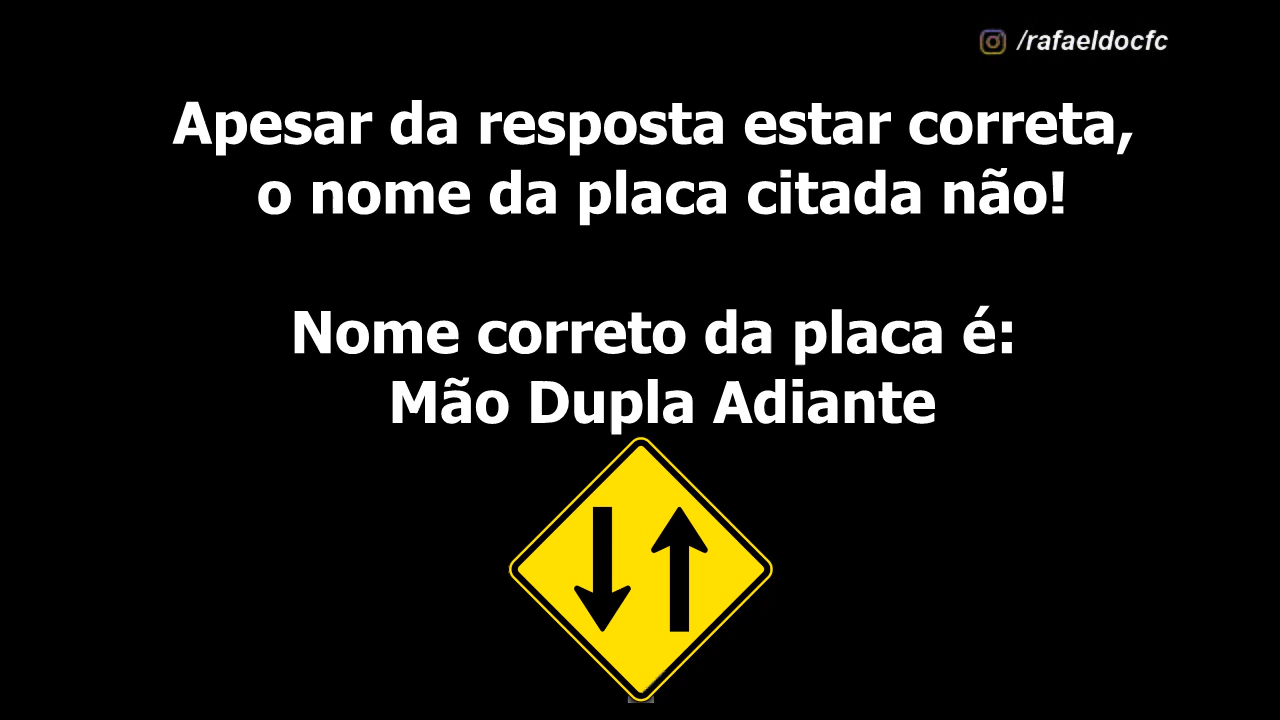 /rafaeldocfc
Apesar da resposta estar correta,
o nome da placa citada não!
Nome correto da placa é:
Mão Dupla Adiante